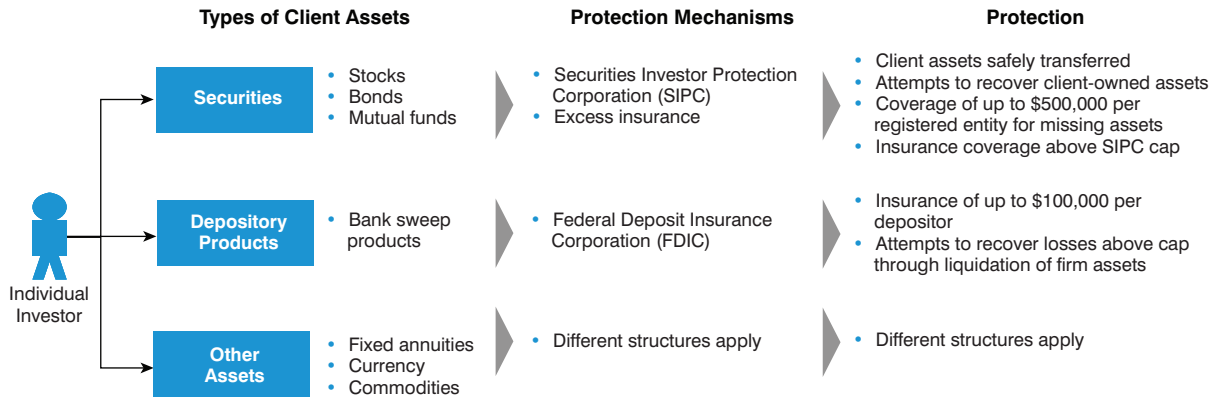 Types of Client Assets
Protection Mechanisms
Protection
Individual
Investor
Securities
• Stocks
• Bonds
• Mutual funds
• Securities Investor Protection
Corporation (SIPC)
• Excess insurance
• Client assets safely transferred
• Attempts to recover client-owned assets
• Coverage of up to $500,000 per
registered entity for missing assets
• Insurance coverage above SIPC cap
Depository
Products
• Bank sweep
products
• Federal Deposit Insurance
Corporation (FDIC)
• Insurance of up to $100,000 per
depositor
• Attempts to recover losses above cap
through liquidation of firm assets
Other
Assets
• Fixed annuities
• Currency
• Commodities
• Different structures apply
• Different structures apply